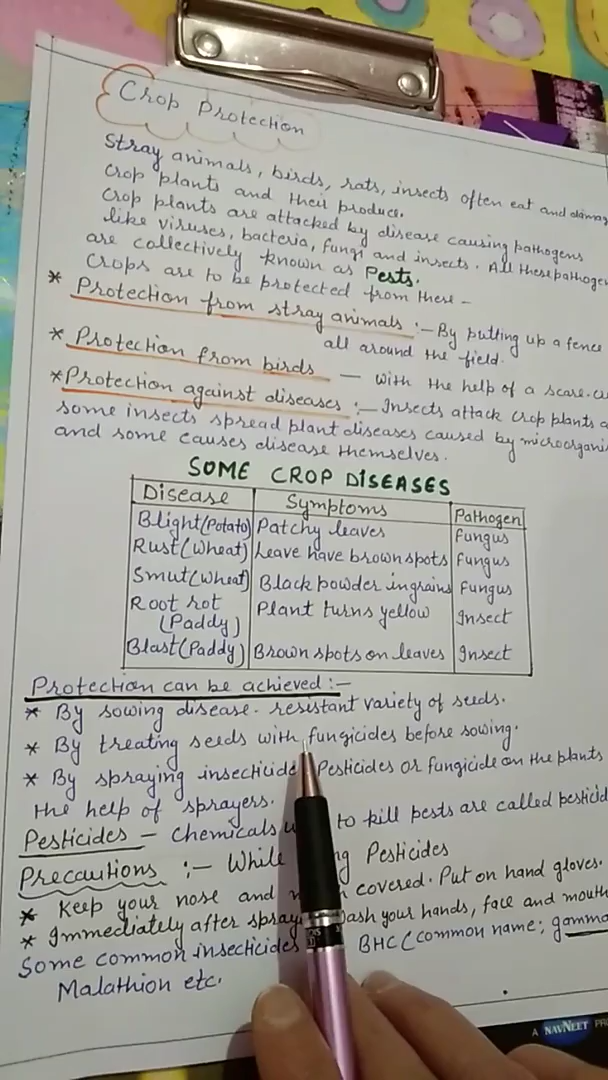 Crop Protection
Stray animals, birds, rats, insects often eat and damag
crop plants and their produce.
Crop plants are attacked by disease causing pathogens
like viruses, bacteria, fungi and insects. All these pathogen
are collectively known as Pests.
Crops are to be protected from these -
* Protection from stray animals :- By putting up a fence
all around the field.
* Protection from birds — With the help of a scare-c
* Protection against diseases :- Insects attack crop plants a
some insects spread plant diseases caused by microorgani
and some causes disease themselves.
SOME CROP DISEASES
Disease Symptoms Pathogen
Blight(Potato) Patchy leaves Fungus
Rust(Wheat) Leave have brown spots Fungus
Smut(Wheat) Black powder in grains Fungus
Root rot Plant turns yellow Insect
(Paddy)
Blast(Paddy) Brown spots on leaves Insect
Protection can be achieved :-
* By sowing disease-resistant variety of seeds.
* By treating seeds with fungicides before sowing.
* By spraying insecticide Pesticides or fungicide on the plants
the help of sprayers.
Pesticides - Chemicals u to kill pests are called pesticid
Precautions :- While g Pesticides
* Keep your nose and m covered. Put on hand gloves.
* Immediately after spray ash your hands, face and mouth
Some common insecticides BHC (common name; gamma
Malathion etc.
A NAVNEET PR